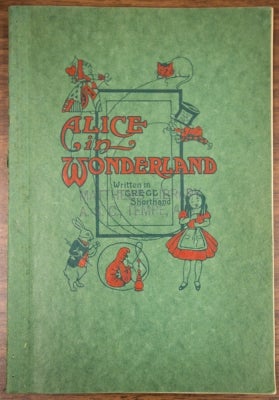 ALICE
in
WONDERLAND
Written in
GREGG
Shorthand